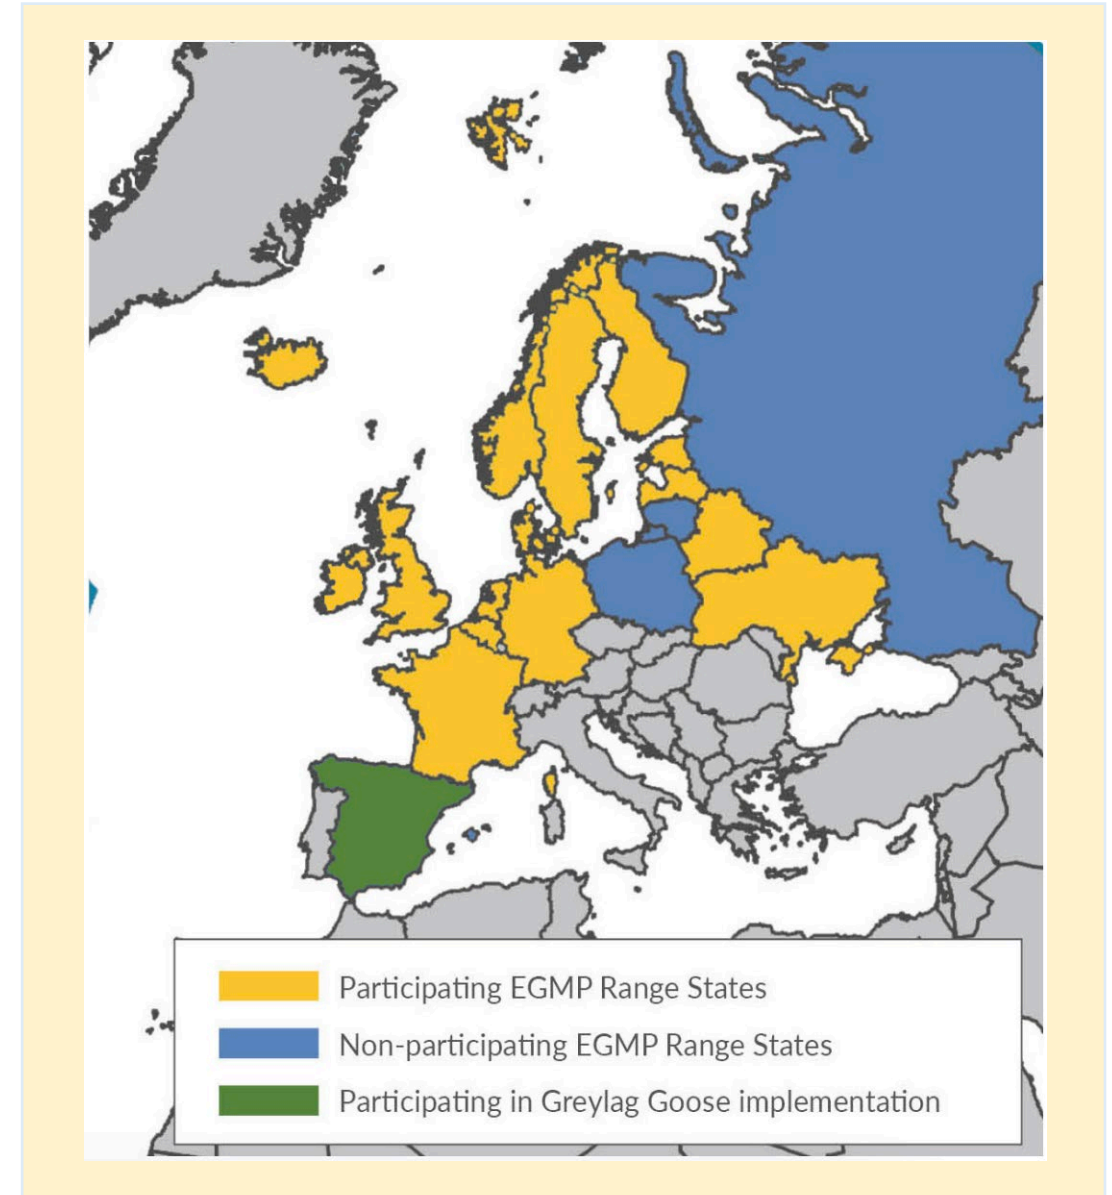 Participating EGMP Range States
Non-participating EGMP Range States
Participating in Greylag Goose implementation